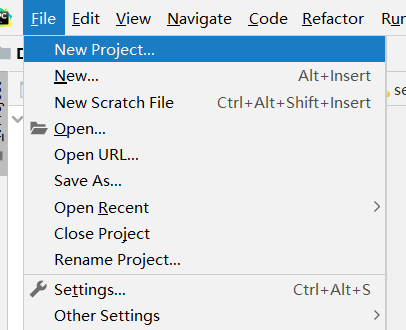 File Edit View Navigate Code Refactor Ru
New Project...
New... Alt+Insert
New Scratch File Ctrl+Alt+Shift+Insert
Open...
Open URL...
Save As...
Open Recent
Close Project
Rename Project...
Settings... Ctrl+Alt+S
Other Settings